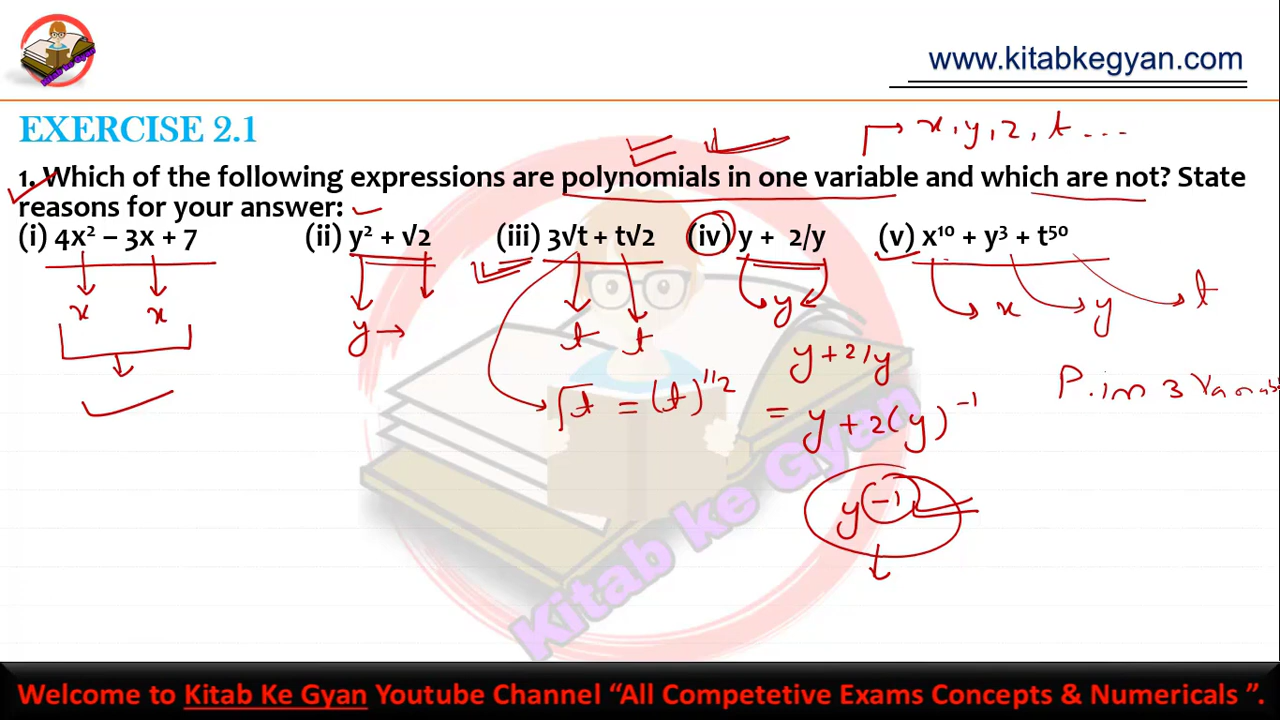 Kitab Ke Gyan
www.kitabkegyan.com
EXERCISE 2.1
x, y, z, t ...
1. Which of the following expressions are polynomials in one variable and which are not? State
reasons for your answer:
(i) 4x² – 3x + 7 (ii) y² + √2 (iii) 3√t + t√2 (iv) y + 2/y (v) x¹⁰ + y³ + t⁵⁰
x x y t t y x y t
y + 2/y
P. in 3 Variab
√t = (t)^1/2
= y + 2(y)^-1
y^-1
Kitab ke Gyan
Welcome to Kitab Ke Gyan Youtube Channel “All Competetive Exams Concepts & Numericals ”.